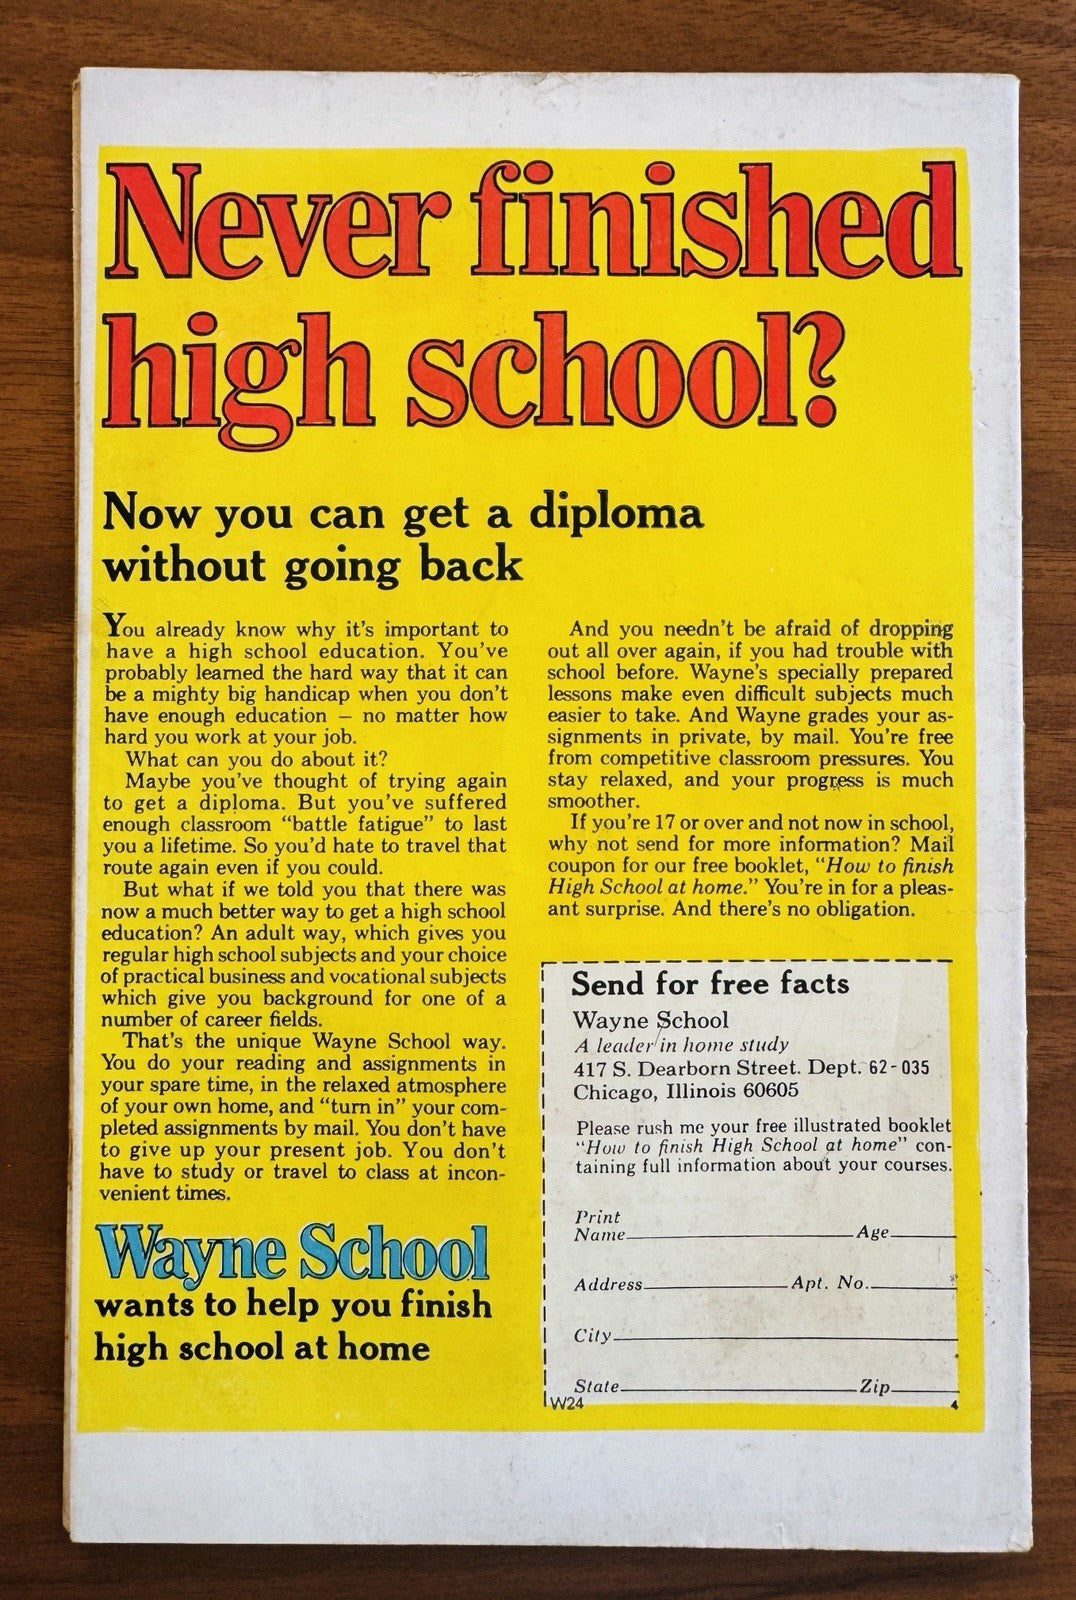 Never finished
high school?
Now you can get a diploma
without going back
You already know why it's important to
have a high school education. You've
probably learned the hard way that it can
be a mighty big handicap when you don't
have enough education — no matter how
hard you work at your job.
What can you do about it?
Maybe you've thought of trying again
to get a diploma. But you've suffered
enough classroom "battle fatigue" to last
you a lifetime. So you'd hate to travel that
route again even if you could.
But what if we told you that there was
now a much better way to get a high school
education? An adult way, which gives you
regular high school subjects and your choice
of practical business and vocational subjects
which give you background for one of a
number of career fields.
That's the unique Wayne School way.
You do your reading and assignments in
your spare time, in the relaxed atmosphere
of your own home, and "turn in" your com-
pleted assignments by mail. You don't have
to give up your present job. You don't
have to study or travel to class at incon-
venient times.
Wayne School
wants to help you finish
high school at home
And you needn't be afraid of dropping
out all over again, if you had trouble with
school before. Wayne's specially prepared
lessons make even difficult subjects much
easier to take. And Wayne grades your as-
signments in private, by mail. You're free
from competitive classroom pressures. You
stay relaxed, and your progress is much
smoother.
If you're 17 or over and not now in school,
why not send for more information? Mail
coupon for our free booklet, "How to finish
High School at home." You're in for a pleas-
ant surprise. And there's no obligation.
Send for free facts
Wayne School
A leader in home study
417 S. Dearborn Street. Dept. 62-035
Chicago, Illinois 60605
Please rush me your free illustrated booklet
"How to finish High School at home" con-
taining full information about your courses.
Print
Name Age
Address Apt. No.
City
State Zip
W24 4